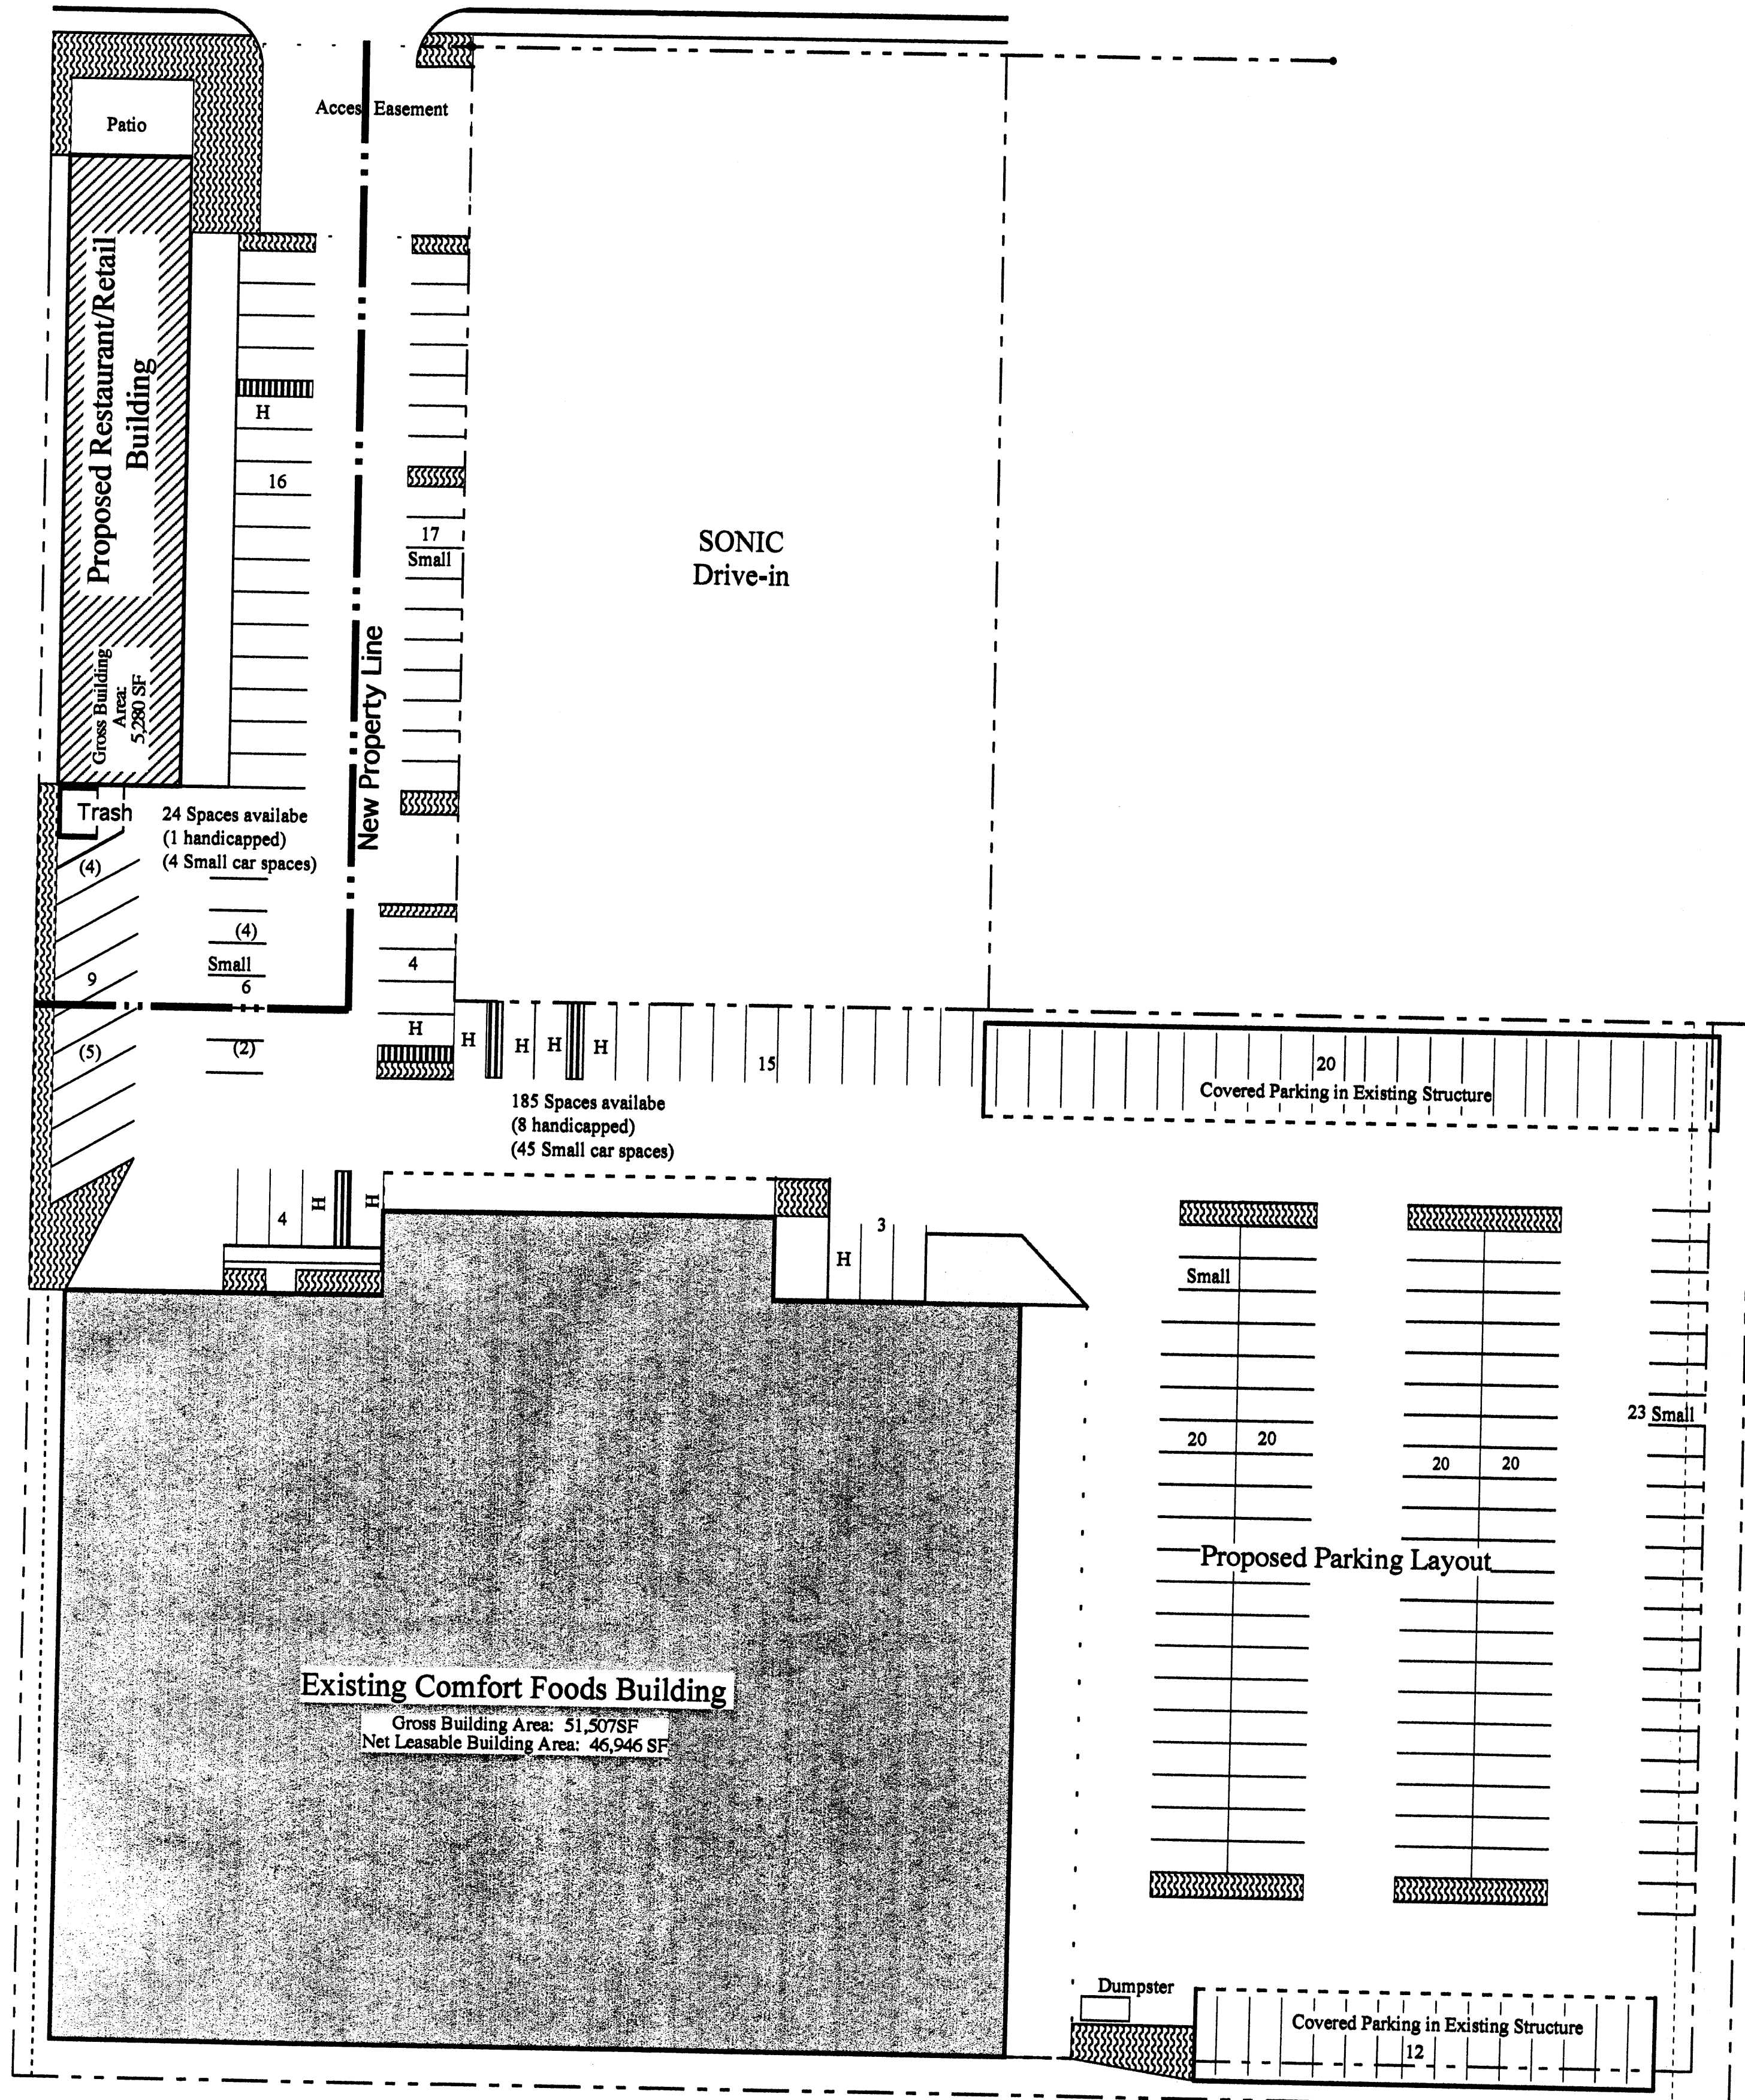 Patio
Acces Easement
Proposed Restaurant/Retail
Building
Gross Building
Area:
5,280 SF
H
16
17
Small
SONIC
Drive-in
New Property Line
Trash
24 Spaces availabe
(1 handicapped)
(4 Small car spaces)
(4)
(4)
Small
6
9
4
H
(5)
(2)
H
H
H
H
15
20
Covered Parking in Existing Structure
185 Spaces availabe
(8 handicapped)
(45 Small car spaces)
4
H
H
H
3
Small
23 Small
20
20
20
20
Proposed Parking Layout
Existing Comfort Foods Building
Gross Building Area: 51,507SF
Net Leasable Building Area: 46,946 SF
Dumpster
Covered Parking in Existing Structure
12